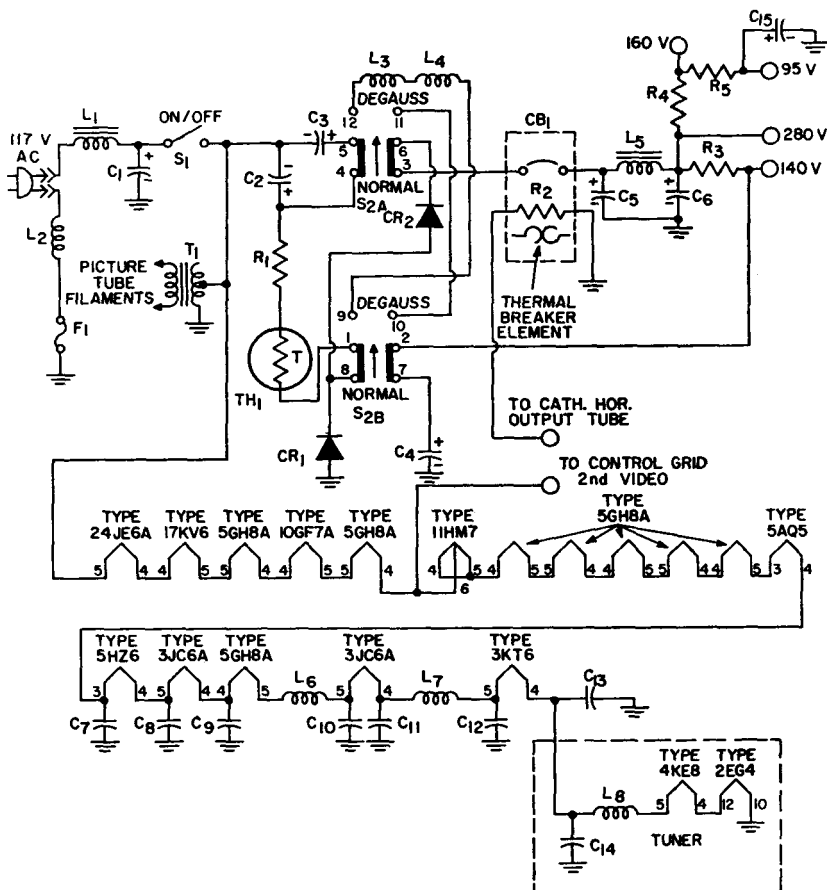 L3 L4
C15
+ -
160 V
95 V
R5
R4
280 V
R3
140 V
DEGAUSS
12 11
ON/OFF
L1
117 V
AC
C1 +
S1
C3
- +
5 6
4 3
NORMAL
S2A
C2
-
+
CR2
CB1
R2
L5
+ C5
+ C6
THERMAL
BREAKER
ELEMENT
L2
T1
PICTURE
TUBE
FILAMENTS
F1
R1
T
TH1
DEGAUSS
9 10
1 2
8 7
NORMAL
S2B
CR1
C4 +
-
TO CATH. HOR.
OUTPUT TUBE
TO CONTROL GRID
2nd VIDEO
TYPE
24JE6A
TYPE
17KV6
TYPE
5GH8A
TYPE
10GF7A
TYPE
5GH8A
TYPE
11HM7
TYPE
5GH8A
TYPE
5AQ5
5 4 4 5 5 4 4 5 5 4
4 5 6
4 5 5 4 4 5 5 4 4 5 3 4
TYPE
5HZ6
TYPE
3JC6A
TYPE
5GH8A
TYPE
3JC6A
TYPE
3KT6
3 4 5 4 4 5 L6 5 4 L7 5 4
C7 C8 C9 C10 C11 C12 C13
TYPE
4KE8
TYPE
2EG4
L8
5 4 12 10
C14
TUNER